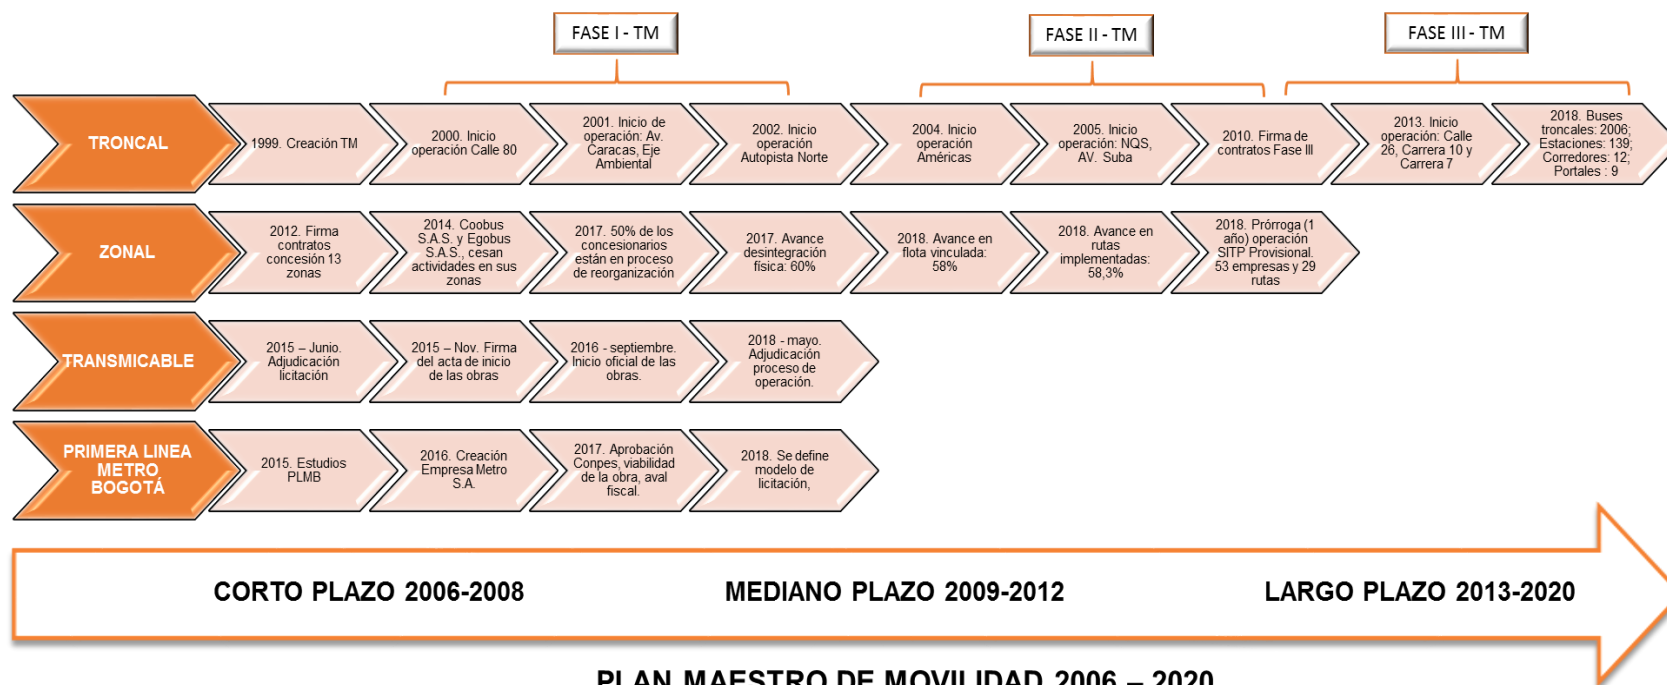 FASE I - TM
FASE II - TM
FASE III - TM
TRONCAL
1999. Creación TM
2000. Inicio
operación Calle 80
2001. Inicio de
operación: Av.
Caracas, Eje
Ambiental
2002. Inicio
operación
Autopista Norte
2004. Inicio
operación
Américas
2005. Inicio
operación: NQS,
AV. Suba
2010. Firma de
contratos Fase III
2013. Inicio
operación: Calle
26, Carrera 10 y
Carrera 7
2018. Buses
troncales: 2006;
Estaciones: 139;
Corredores: 12;
Portales : 9
ZONAL
2012. Firma
contratos
concesión 13
zonas
2014. Coobus
S.A.S. y Egobus
S.A.S., cesan
actividades en sus
zonas
2017. 50% de los
concesionarios
están en proceso
de reorganización
2017. Avance
desintegración
física: 60%
2018. Avance en
flota vinculada:
58%
2018. Avance en
rutas
implementadas:
58,3%
2018. Prórroga (1
año) operación
SITP Provisional.
53 empresas y 29
rutas
TRANSMICABLE
2015 – Junio.
Adjudicación
licitación
2015 – Nov. Firma
del acta de inicio
de las obras
2016 - septiembre.
Inicio oficial de las
obras.
2018 - mayo.
Adjudicación
proceso de
operación.
PRIMERA LINEA
METRO
BOGOTÁ
2015. Estudios
PLMB
2016. Creación
Empresa Metro
S.A.
2017. Aprobación
Conpes, viabilidad
de la obra, aval
fiscal.
2018. Se define
modelo de
licitación,
CORTO PLAZO 2006-2008
MEDIANO PLAZO 2009-2012
LARGO PLAZO 2013-2020
PLAN MAESTRO DE MOVILIDAD 2006 – 2020